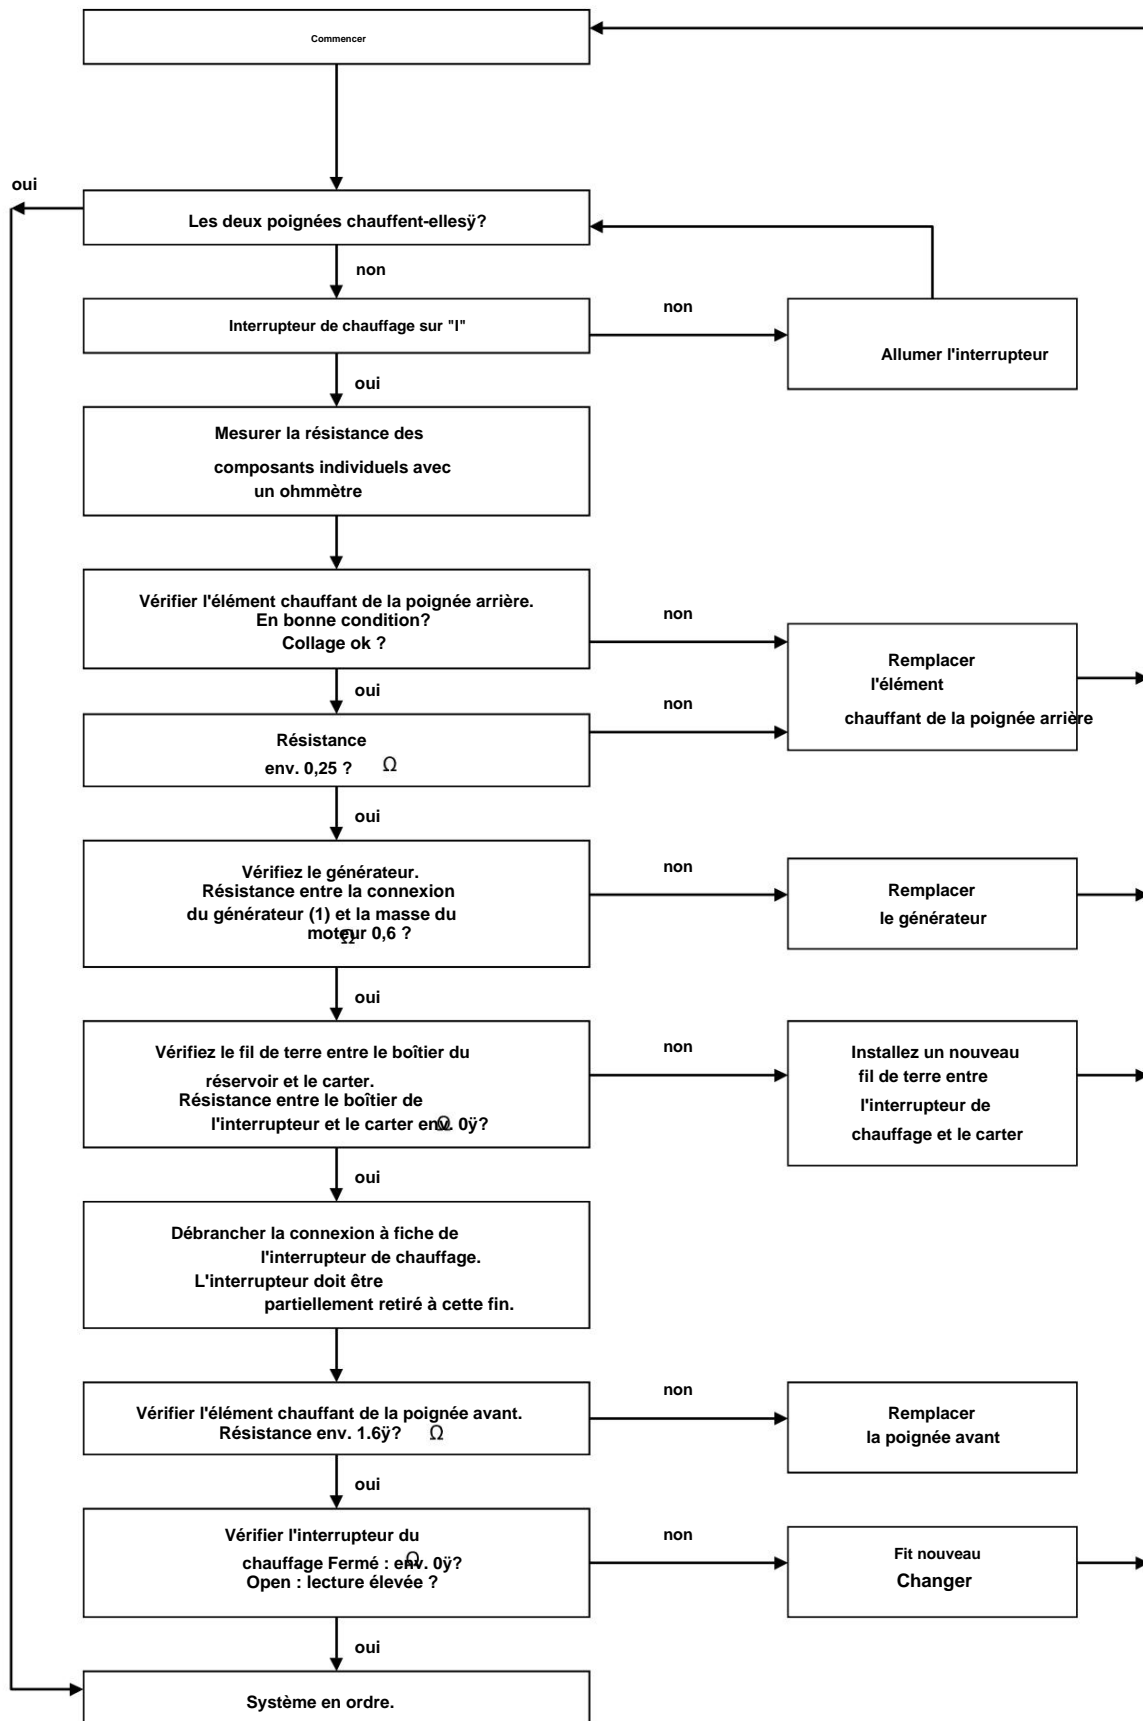 Commencer
oui
Les deux poignées chauffent-ellesÿ?
non
Interrupteur de chauffage sur "I"
non
Allumer l'interrupteur
oui
Mesurer la résistance des
composants individuels avec
un ohmmètre
Vérifier l'élément chauffant de la poignée arrière.
En bonne condition?
Collage ok ?
non
Remplacer
l'élément
chauffant de la poignée arrière
oui
non
Résistance
env. 0,25 ? Ω
oui
Vérifiez le générateur.
Résistance entre la connexion
du générateur (1) et la masse du
moteur 0,6 ?
Ω
non
Remplacer
le générateur
oui
Vérifiez le fil de terre entre le boîtier du
réservoir et le carter.
Résistance entre le boîtier de
l'interrupteur et le carter env. 0ÿ?
Ω
non
Installez un nouveau
fil de terre entre
l'interrupteur de
chauffage et le carter
oui
Débrancher la connexion à fiche de
l'interrupteur de chauffage.
L'interrupteur doit être
partiellement retiré à cette fin.
Vérifier l'élément chauffant de la poignée avant.
Résistance env. 1.6ÿ? Ω
non
Remplacer
la poignée avant
oui
Vérifier l'interrupteur du
chauffage Fermé : env. 0ÿ?
Ω
Open : lecture élevée ?
non
Fit nouveau
Changer
oui
Système en ordre.